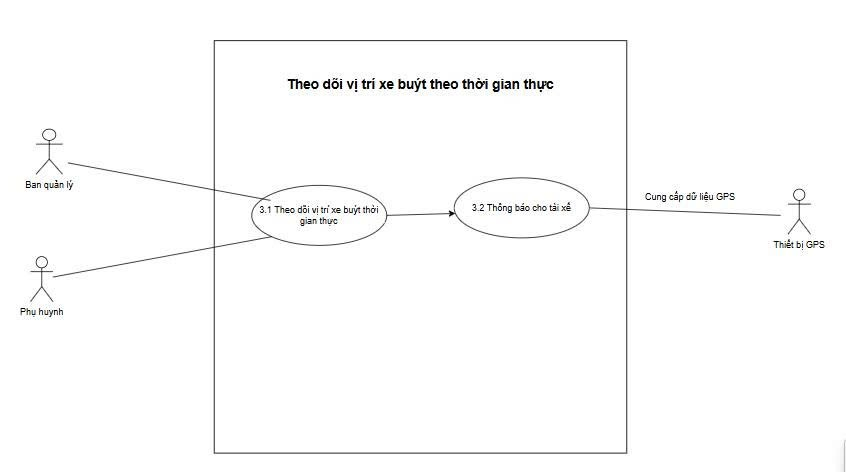 Theo dõi vị trí xe buýt theo thời gian thực
Ban quản lý
3.1 Theo dõi vị trí xe buýt thời
gian thực
3.2 Thông báo cho tài xế
Cung cấp dữ liệu GPS
Thiết bị GPS
Phụ huynh